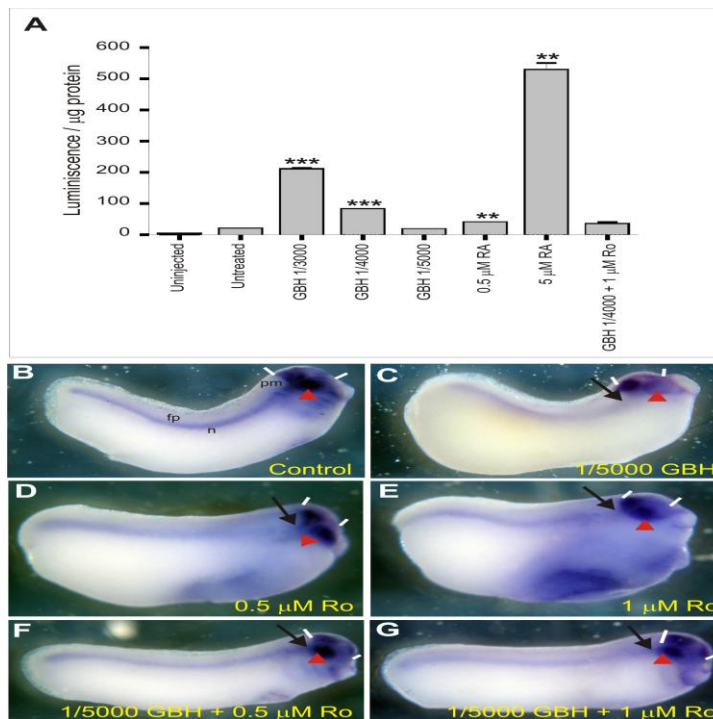 A
Luminiscence / µg protein
600
500
400
300
200
100
0
***
***
**
**
Uninjected
Untreated
GBH 1/3000
GBH 1/4000
GBH 1/5000
0.5 µM RA
5 µM RA
GBH 1/4000 + 1 µM Ro
B
pm
fp
n
Control
C
1/5000 GBH
D
0.5 µM Ro
E
1 µM Ro
F
1/5000 GBH + 0.5 µM Ro
G
1/5000 GBH + 1 µM Ro